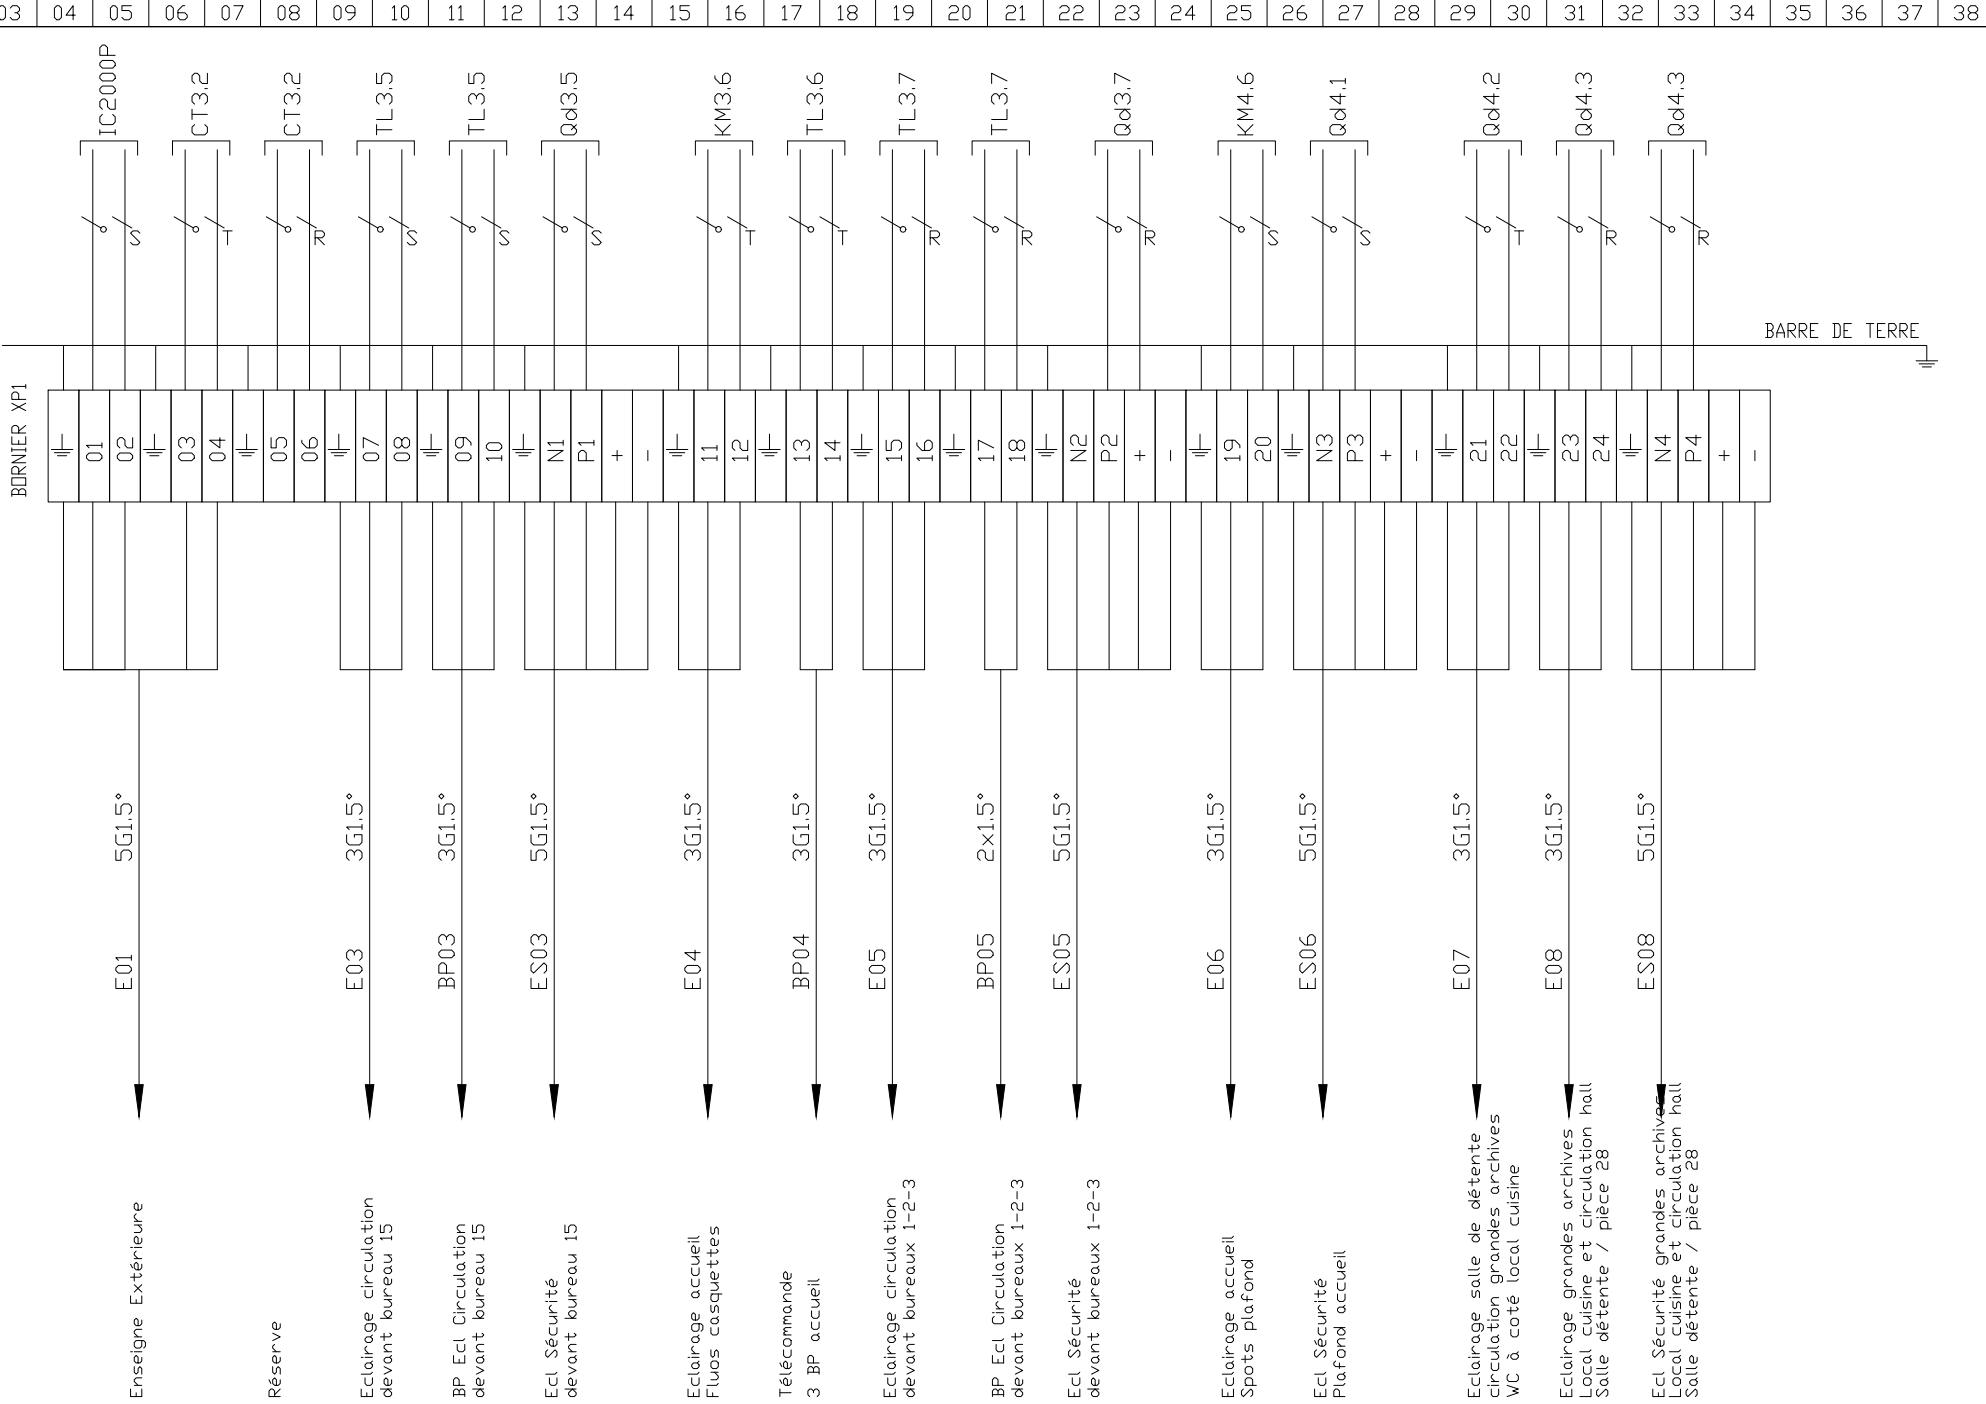 03 04 05 06 07 08 09 10 11 12 13 14 15 16 17 18 19 20 21 22 23 24 25 26 27 28 29 30 31 32 33 34 35 36 37 38
IC2000P
CT3.2
CT3.2
TL3.5
TL3.5
Qd3.5
KM3.6
TL3.6
TL3.7
TL3.7
Qd3.7
KM4.6
Qd4.1
Qd4.2
Qd4.3
Qd4.3
S T R S S S T T R R R S S T R R
BARRE DE TERRE
BORNIER XP1
01 02 03 04 05 06 07 08 09 10 N1 P1 + - 11 12 13 14 15 16 17 18 N2 P2 + - 19 20 N3 P3 + - 21 22 23 24 N4 P4 + -
5G1.5°
3G1.5°
3G1.5°
5G1.5°
3G1.5°
3G1.5°
3G1.5°
2x1.5°
5G1.5°
3G1.5°
5G1.5°
3G1.5°
3G1.5°
5G1.5°
E01
E03
BP03
ES03
E04
BP04
E05
BP05
ES05
E06
ES06
E07
E08
ES08
Enseigne Extérieure
Réserve
Eclairage circulation
devant bureau 15
BP Ecl Circulation
devant bureau 15
Ecl Sécurité
devant bureau 15
Eclairage accueil
Fluos casquettes
Télécommande
3 BP accueil
Eclairage circulation
devant bureaux 1-2-3
BP Ecl Circulation
devant bureaux 1-2-3
Ecl Sécurité
devant bureaux 1-2-3
Eclairage accueil
Spots plafond
Ecl Sécurité
Plafond accueil
Eclairage salle de détente
circulation grandes archives
WC à coté local cuisine
Eclairage grandes archives
Local cuisine et circulation hall
Salle détente / pièce 28
Ecl Sécurité grandes archives
Local cuisine et circulation hall
Salle détente / pièce 28